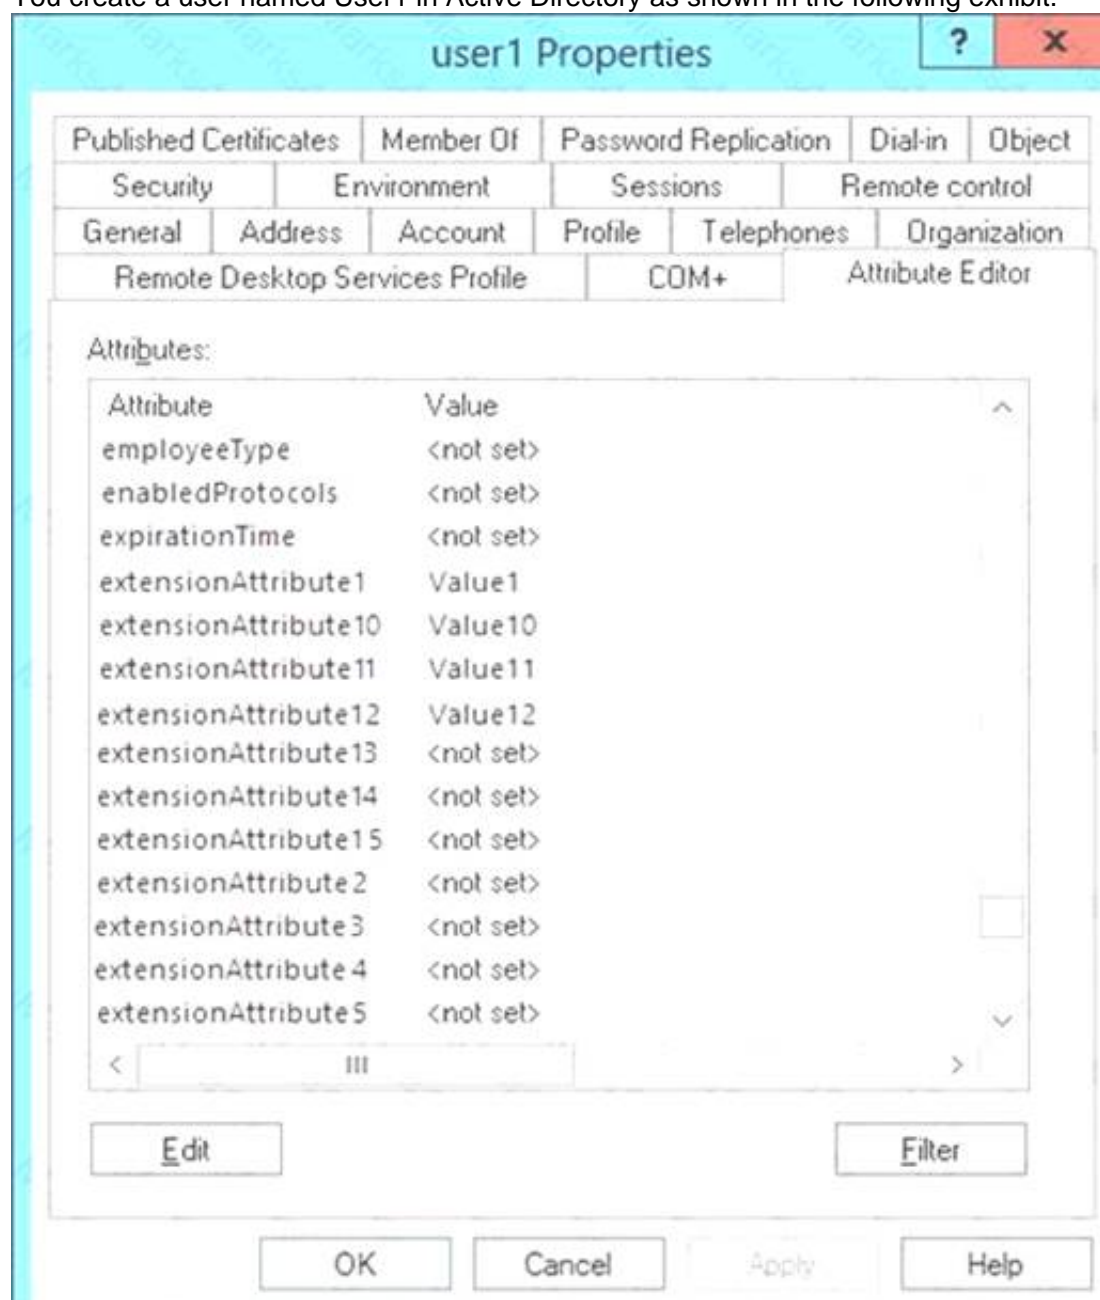 You create a user named User1 in Active Directory as shown in the following exhibit.
user1 Properties
?
x
Published Certificates Member Of Password Replication Dial-in Object
Security Environment Sessions Remote control
General Address Account Profile Telephones Organization
Remote Desktop Services Profile COM+ Attribute Editor
Attributes:
Attribute Value
employeeType <not set>
enabledProtocols <not set>
expirationTime <not set>
extensionAttribute1 Value1
extensionAttribute10 Value10
extensionAttribute11 Value11
extensionAttribute12 Value12
extensionAttribute13 <not set>
extensionAttribute14 <not set>
extensionAttribute15 <not set>
extensionAttribute2 <not set>
extensionAttribute3 <not set>
extensionAttribute4 <not set>
extensionAttribute5 <not set>
Edit Filter
OK Cancel Apply Help